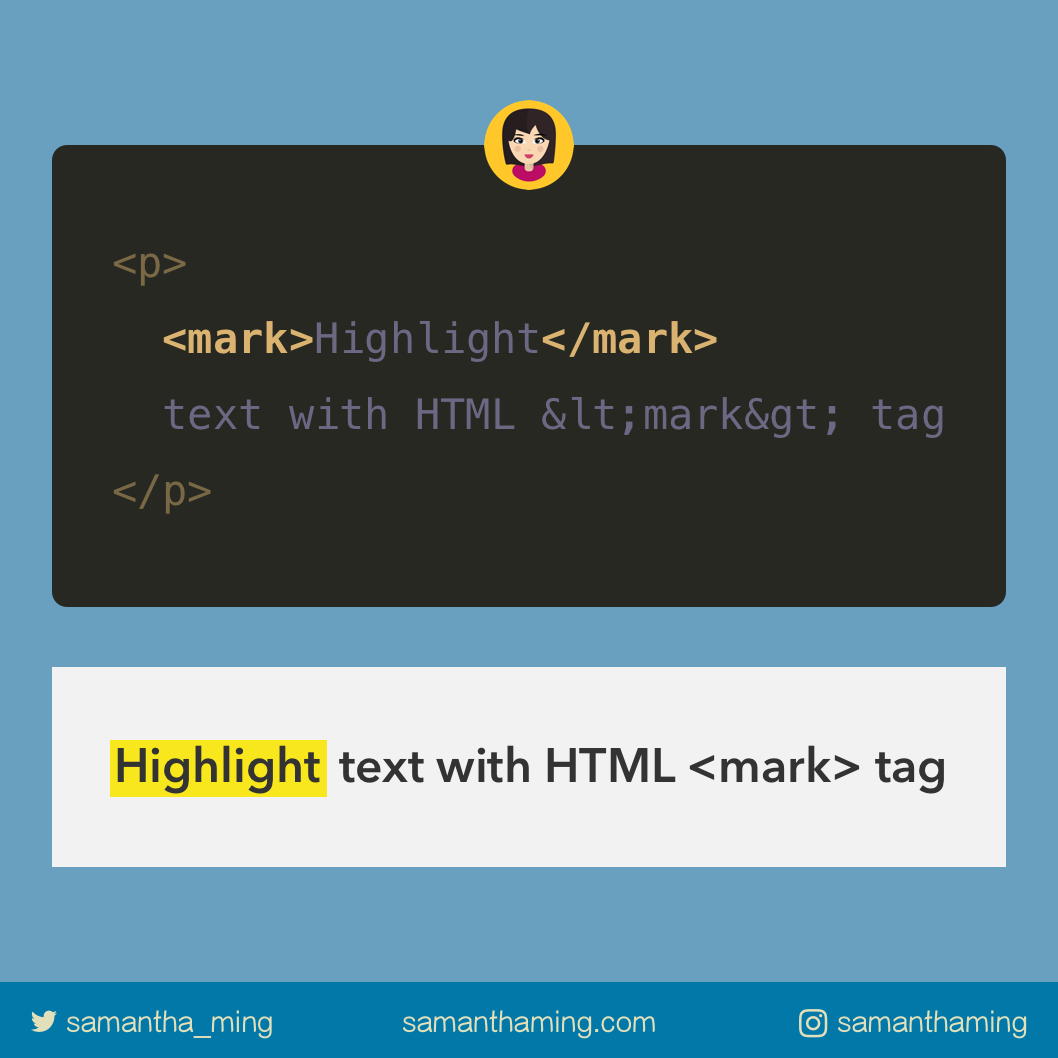 <p>
<mark>Highlight</mark>
text with HTML &lt;mark&gt; tag
</p>
Highlight text with HTML <mark> tag
samantha_ming
samanthaming.com
samanthaming